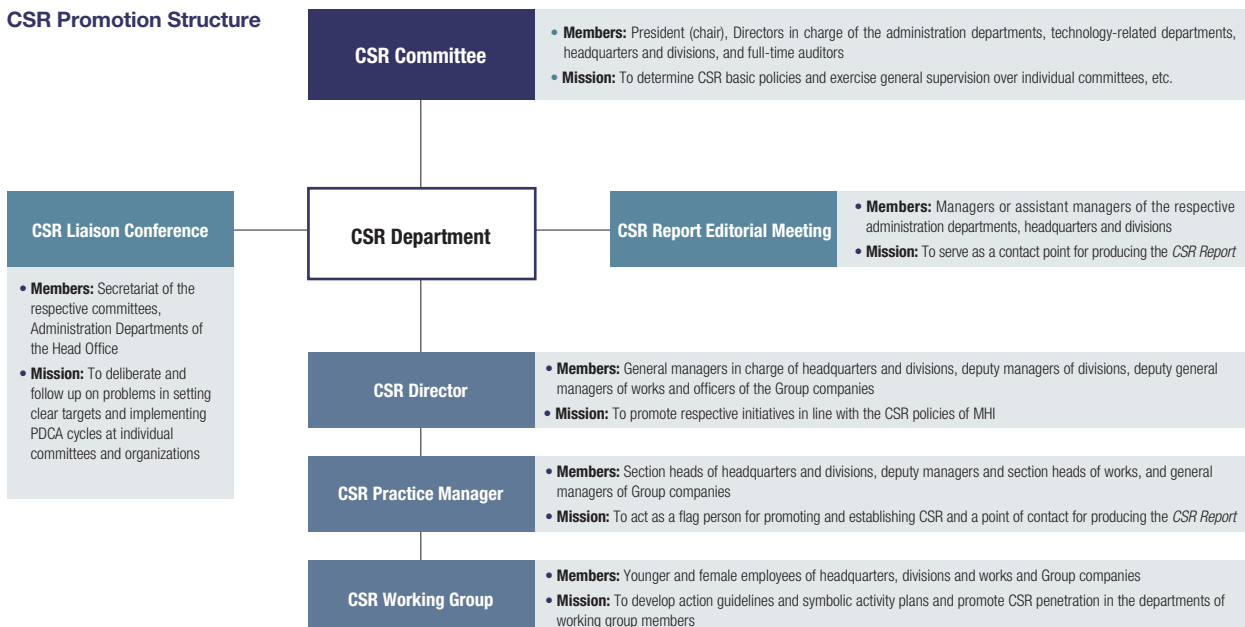 CSR Promotion Structure
CSR Committee
• Members: President (chair), Directors in charge of the administration departments, technology-related departments,
headquarters and divisions, and full-time auditors
• Mission: To determine CSR basic policies and exercise general supervision over individual committees, etc.
CSR Liaison Conference
• Members: Secretariat of the
respective committees,
Administration Departments of
the Head Office
• Mission: To deliberate and
follow up on problems in setting
clear targets and implementing
PDCA cycles at individual
committees and organizations
CSR Department
CSR Report Editorial Meeting
• Members: Managers or assistant managers of the respective
administration departments, headquarters and divisions
• Mission: To serve as a contact point for producing the CSR Report
CSR Director
• Members: General managers in charge of headquarters and divisions, deputy managers of divisions, deputy general
managers of works and officers of the Group companies
• Mission: To promote respective initiatives in line with the CSR policies of MHI
CSR Practice Manager
• Members: Section heads of headquarters and divisions, deputy managers and section heads of works, and general
managers of Group companies
• Mission: To act as a flag person for promoting and establishing CSR and a point of contact for producing the CSR Report
CSR Working Group
• Members: Younger and female employees of headquarters, divisions and works and Group companies
• Mission: To develop action guidelines and symbolic activity plans and promote CSR penetration in the departments of
working group members